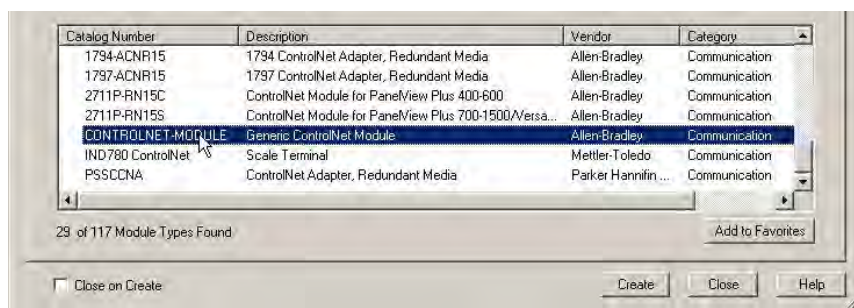 Catalog Number Description Vendor Category
1794-ACNR15 1794 ControlNet Adapter, Redundant Media Allen-Bradley Communication
1797-ACNR15 1797 ControlNet Adapter, Redundant Media Allen-Bradley Communication
2711P-RN15C ControlNet Module for PanelView Plus 400-600 Allen-Bradley Communication
2711P-RN15S ControlNet Module for PanelView Plus 700-1500/Versa... Allen-Bradley Communication
CONTROLNET-MODULE Generic ControlNet Module Allen-Bradley Communication
IND780 ControlNet Scale Terminal Mettler-Toledo Communication
PSSCCNA ControlNet Adapter, Redundant Media Parker Hannifin ... Communication
29 of 117 Module Types Found Add to Favorites
Close on Create Create Close Help